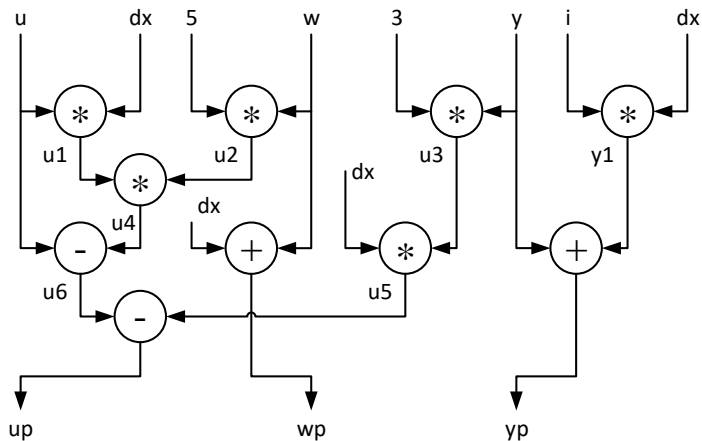 u dx 5 w 3 y i dx
* * * *
u1 u2 u3 y1
* dx
u4 dx
- + * +
u6 u5
-
up wp yp